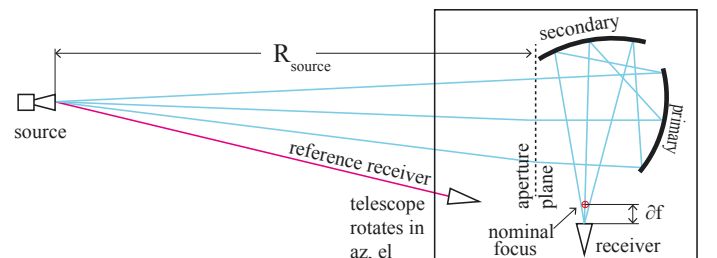 secondary
R source
primary
source
reference receiver
aperture
plane
telescope
rotates in
az, el
nominal
focus
∂f
receiver